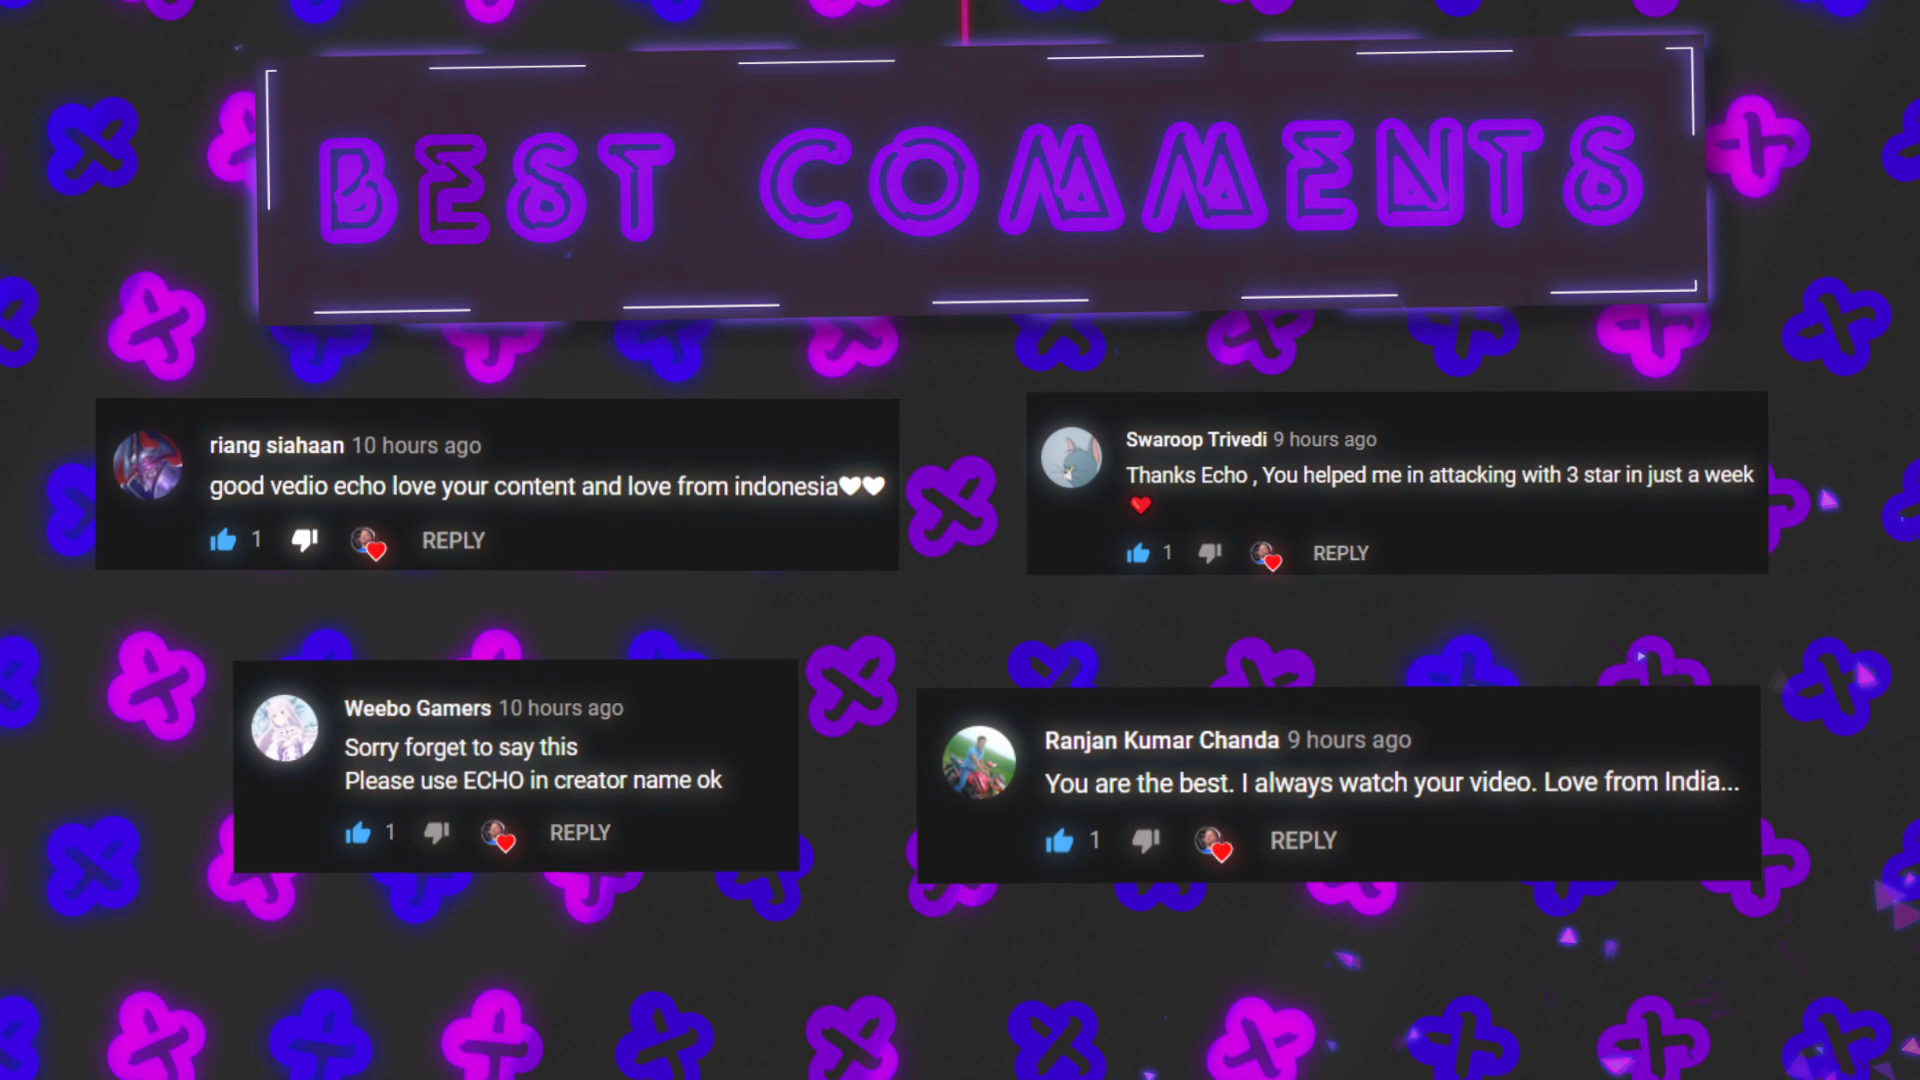 BEST COMMENTS
riang siahaan 10 hours ago
good vedio echo love your content and love from indonesia🤍🤍
1 REPLY
Swaroop Trivedi 9 hours ago
Thanks Echo , You helped me in attacking with 3 star in just a week
❤️
1 REPLY
Weebo Gamers 10 hours ago
Sorry forget to say this
Please use ECHO in creator name ok
1 REPLY
Ranjan Kumar Chanda 9 hours ago
You are the best. I always watch your video. Love from India...
1 REPLY